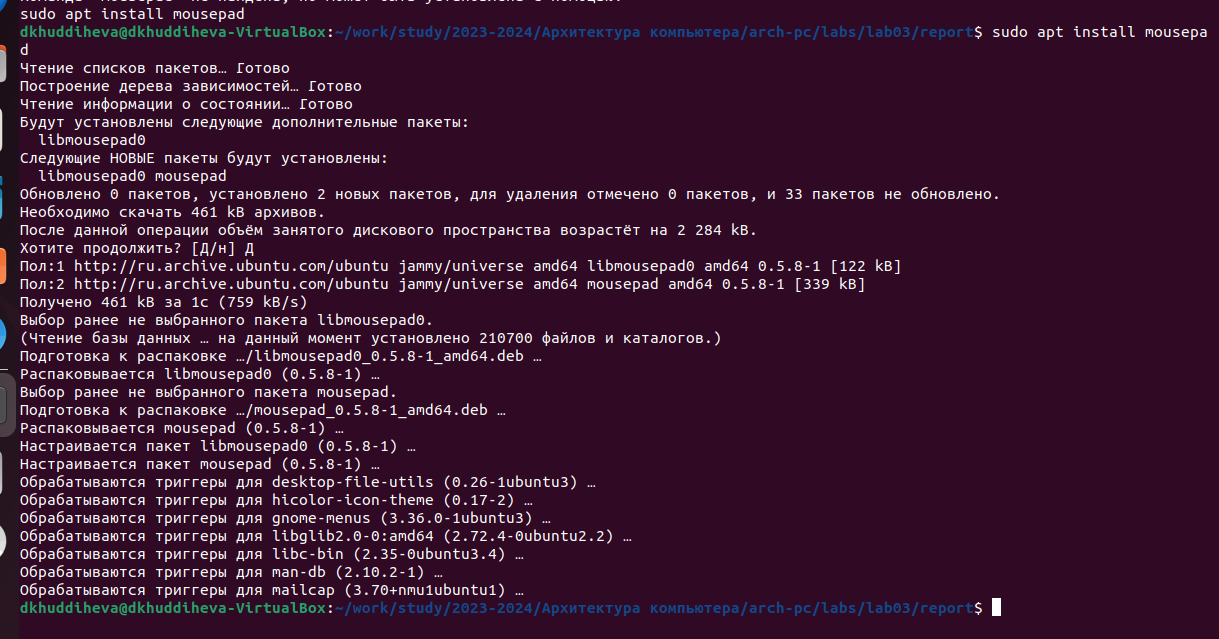 sudo apt install mousepad
dkhuddiheva@dkhuddiheva-VirtualBox:~/work/study/2023-2024/Архитектура компьютера/arch-pc/labs/lab03/report$ sudo apt install mousepa
d
Чтение списков пакетов… Готово
Построение дерева зависимостей… Готово
Чтение информации о состоянии… Готово
Будут установлены следующие дополнительные пакеты:
  libmousepad0
Следующие НОВЫЕ пакеты будут установлены:
  libmousepad0 mousepad
Обновлено 0 пакетов, установлено 2 новых пакетов, для удаления отмечено 0 пакетов, и 33 пакетов не обновлено.
Необходимо скачать 461 kB архивов.
После данной операции объём занятого дискового пространства возрастёт на 2 284 kB.
Хотите продолжить? [Д/н] Д
Пол:1 http://ru.archive.ubuntu.com/ubuntu jammy/universe amd64 libmousepad0 amd64 0.5.8-1 [122 kB]
Пол:2 http://ru.archive.ubuntu.com/ubuntu jammy/universe amd64 mousepad amd64 0.5.8-1 [339 kB]
Получено 461 kB за 1с (759 kB/s)
Выбор ранее не выбранного пакета libmousepad0.
(Чтение базы данных … на данный момент установлено 210700 файлов и каталогов.)
Подготовка к распаковке …/libmousepad0_0.5.8-1_amd64.deb …
Распаковывается libmousepad0 (0.5.8-1) …
Выбор ранее не выбранного пакета mousepad.
Подготовка к распаковке …/mousepad_0.5.8-1_amd64.deb …
Распаковывается mousepad (0.5.8-1) …
Настраивается пакет libmousepad0 (0.5.8-1) …
Настраивается пакет mousepad (0.5.8-1) …
Обрабатываются триггеры для desktop-file-utils (0.26-1ubuntu3) …
Обрабатываются триггеры для hicolor-icon-theme (0.17-2) …
Обрабатываются триггеры для gnome-menus (3.36.0-1ubuntu3) …
Обрабатываются триггеры для libglib2.0-0:amd64 (2.72.4-0ubuntu2.2) …
Обрабатываются триггеры для libc-bin (2.35-0ubuntu3.4) …
Обрабатываются триггеры для man-db (2.10.2-1) …
Обрабатываются триггеры для mailcap (3.70+nmu1ubuntu1) …
dkhuddiheva@dkhuddiheva-VirtualBox:~/work/study/2023-2024/Архитектура компьютера/arch-pc/labs/lab03/report$